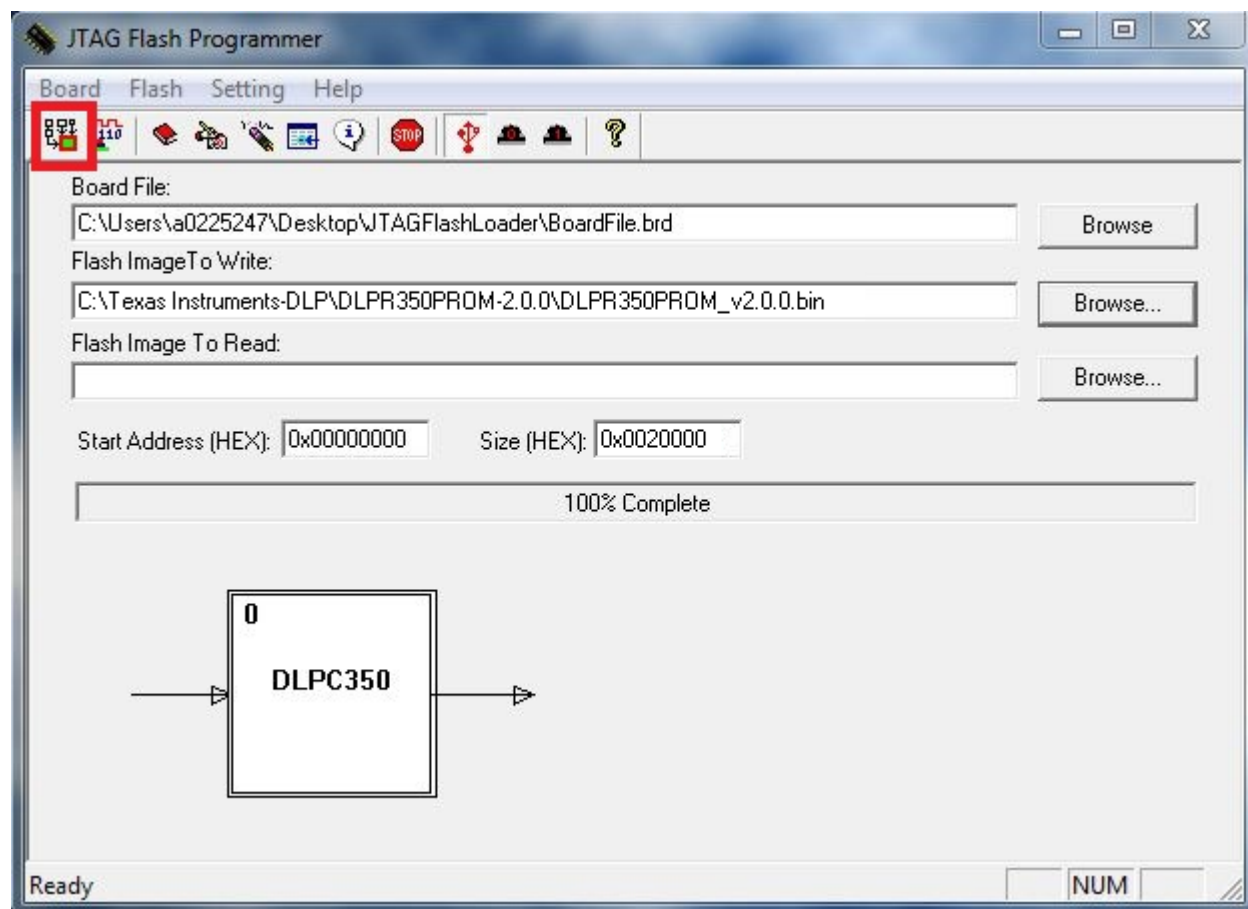 JTAG Flash Programmer
Board Flash Setting Help
110 STOP ?
Board File:
C:\Users\a0225247\Desktop\JTAGFlashLoader\BoardFile.brd Browse
Flash ImageTo Write:
C:\Texas Instruments-DLP\DLPR350PROM-2.0.0\DLPR350PROM_v2.0.0.bin Browse...
Flash Image To Read:
Browse...
Start Address (HEX): 0x00000000 Size (HEX): 0x0020000
100% Complete
0
DLPC350
Ready NUM